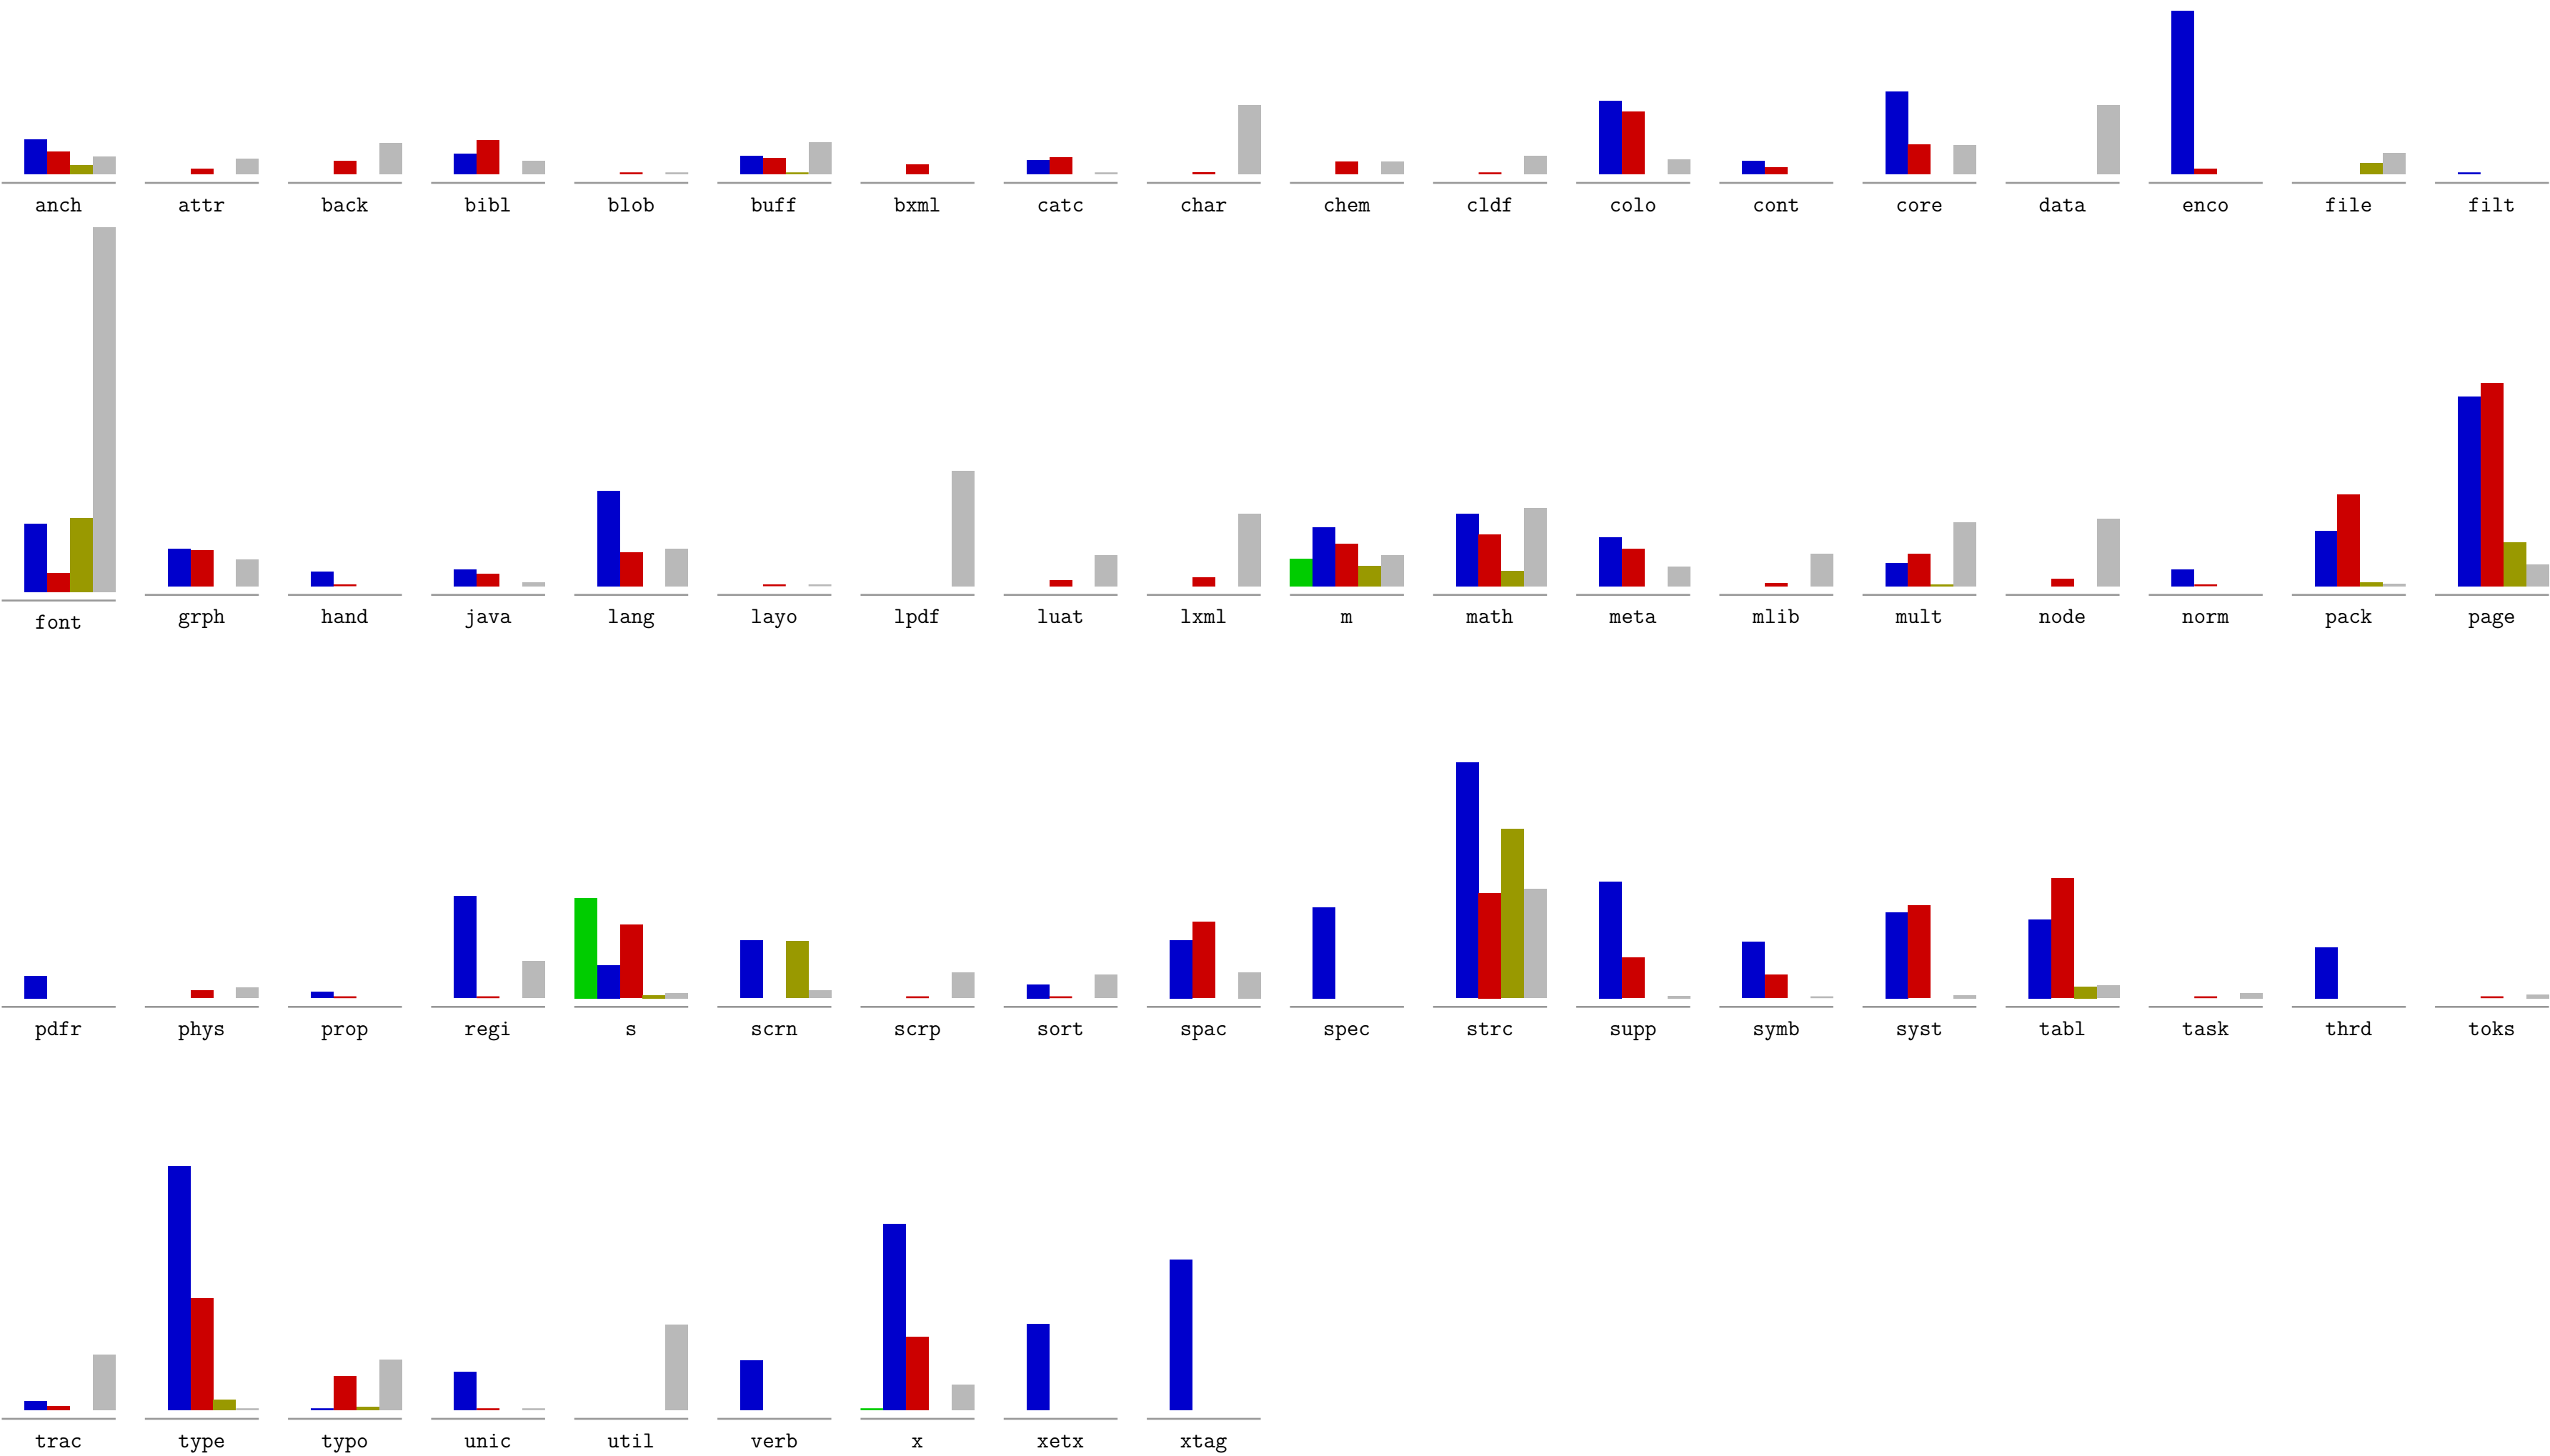 anch attr back bibl blob buff bxml catc char chem cldf colo cont core data enco file filt
font grph hand java lang layo lpdf luat lxml m math meta mlib mult node norm pack page
pdfr phys prop regi s scrn scrp sort spac spec strc supp symb syst tabl task thrd toks
trac type typo unic util verb x xetx xtag